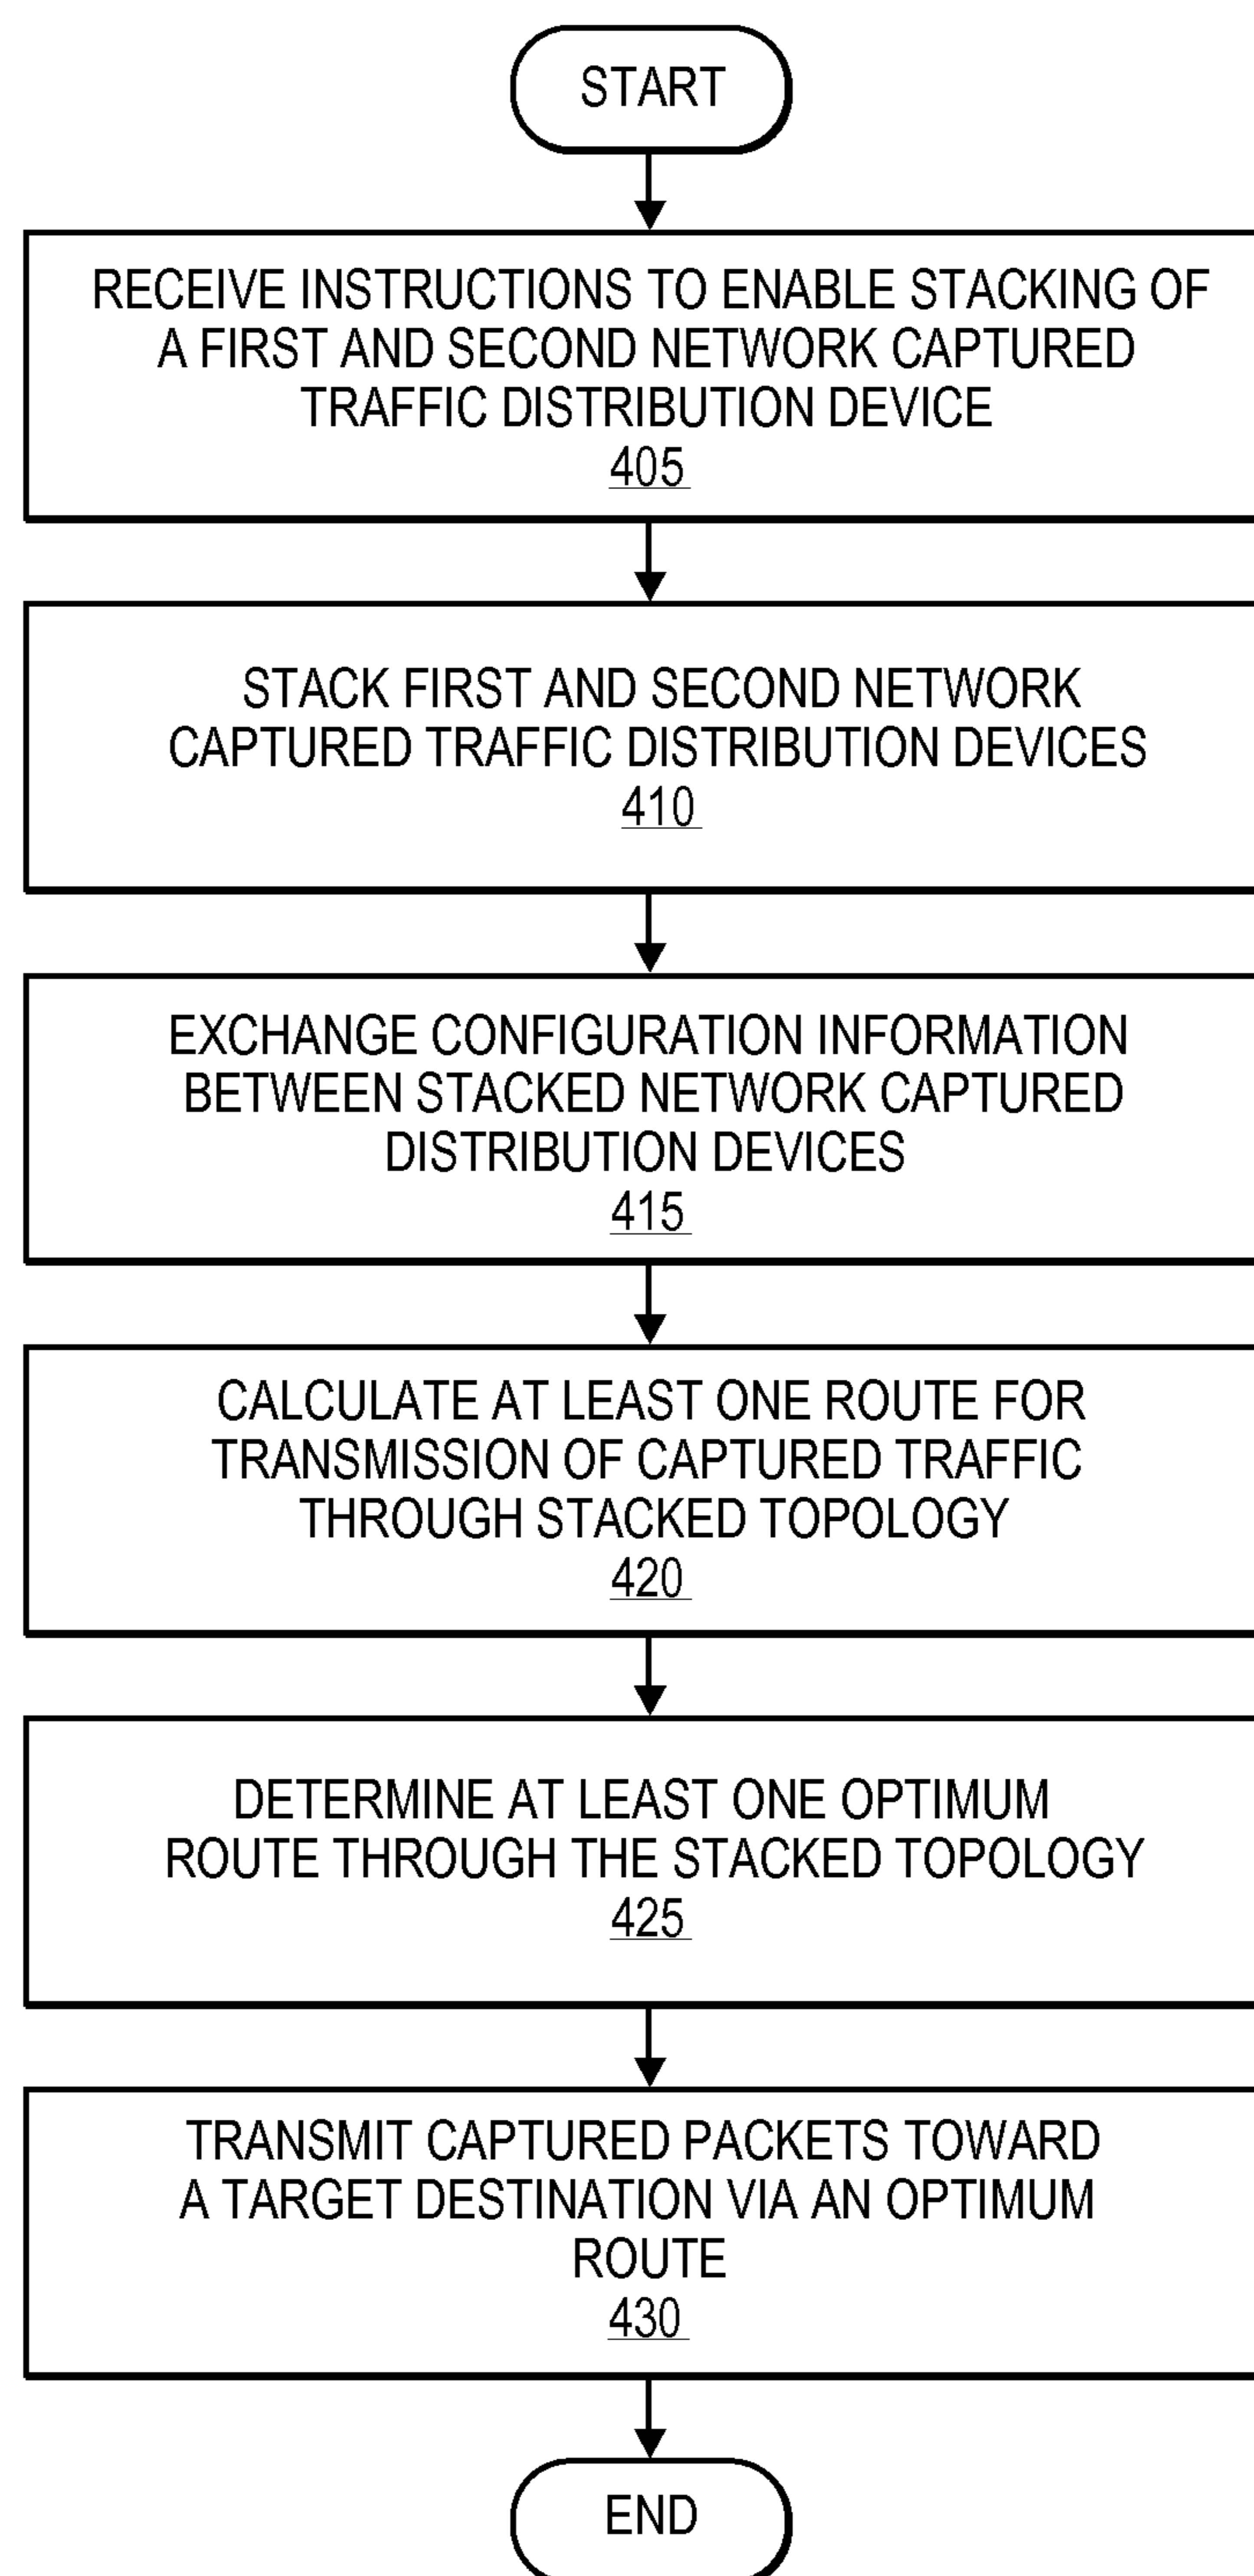 START
RECEIVE INSTRUCTIONS TO ENABLE STACKING OF
A FIRST AND SECOND NETWORK CAPTURED
TRAFFIC DISTRIBUTION DEVICE
405
STACK FIRST AND SECOND NETWORK
CAPTURED TRAFFIC DISTRIBUTION DEVICES
410
EXCHANGE CONFIGURATION INFORMATION
BETWEEN STACKED NETWORK CAPTURED
DISTRIBUTION DEVICES
415
CALCULATE AT LEAST ONE ROUTE FOR
TRANSMISSION OF CAPTURED TRAFFIC
THROUGH STACKED TOPOLOGY
420
DETERMINE AT LEAST ONE OPTIMUM
ROUTE THROUGH THE STACKED TOPOLOGY
425
TRANSMIT CAPTURED PACKETS TOWARD
A TARGET DESTINATION VIA AN OPTIMUM
ROUTE
430
END